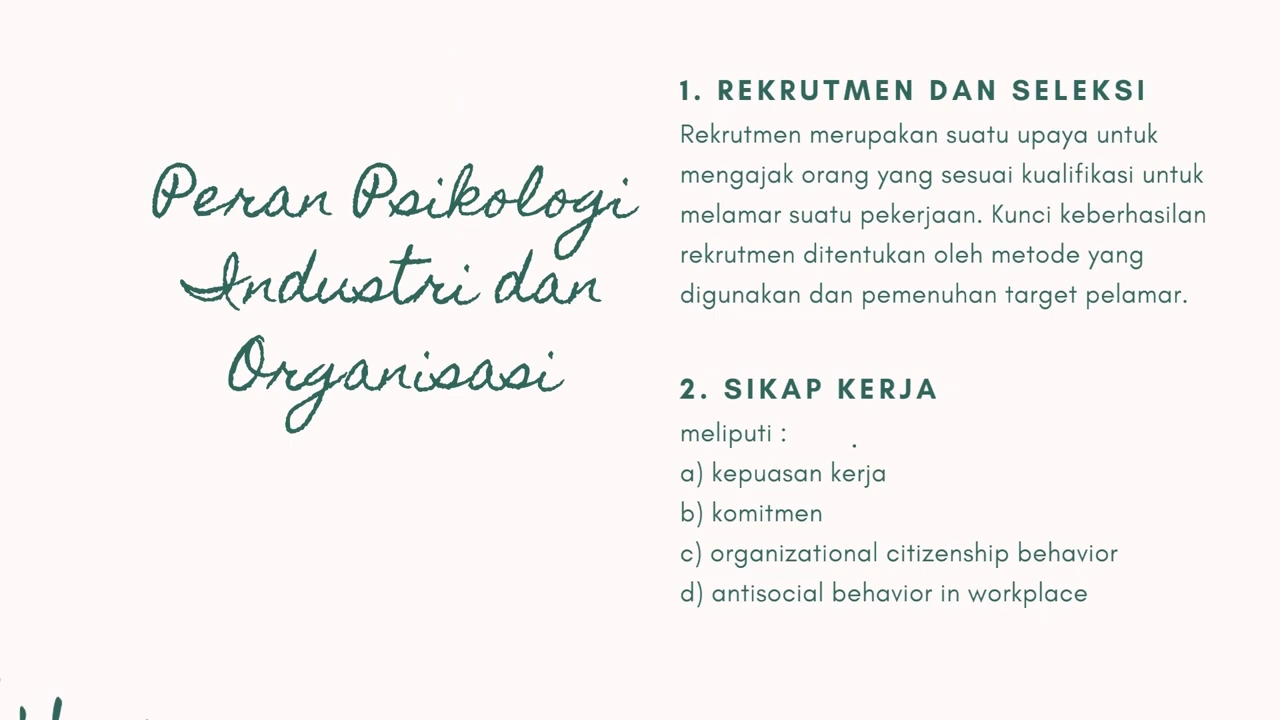 Peran Psikologi
Industri dan
Organisasi
1. REKRUTMEN DAN SELEKSI
Rekrutmen merupakan suatu upaya untuk
mengajak orang yang sesuai kualifikasi untuk
melamar suatu pekerjaan. Kunci keberhasilan
rekrutmen ditentukan oleh metode yang
digunakan dan pemenuhan target pelamar.
2. SIKAP KERJA
meliputi :
.
a) kepuasan kerja
b) komitmen
c) organizational citizenship behavior
d) antisocial behavior in workplace